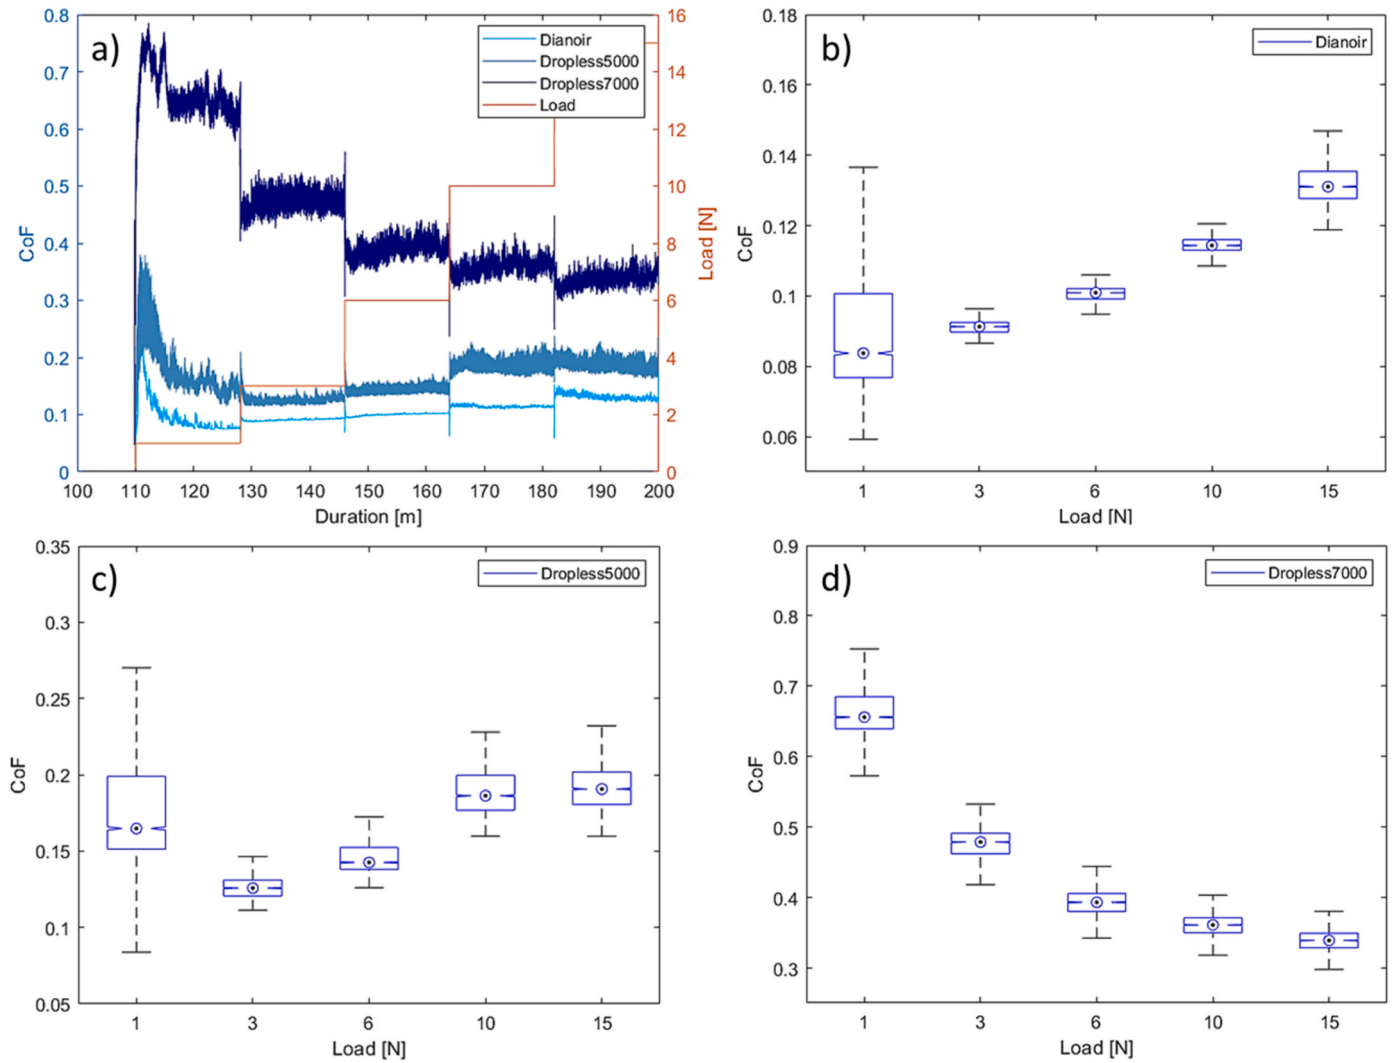 a)
0.8
0.7
0.6
0.5
0.4
0.3
0.2
0.1
0
CoF
16
14
12
10
8
6
4
2
0
Load [N]
Dianoir
Dropless5000
Dropless7000
Load
100 110 120 130 140 150 160 170 180 190 200
Duration [m]
b)
0.18
0.16
0.14
0.12
0.1
0.08
0.06
CoF
Dianoir
1 3 6 10 15
Load [N]
c)
0.35
0.3
0.25
0.2
0.15
0.1
0.05
CoF
Dropless5000
1 3 6 10 15
Load [N]
d)
0.9
0.8
0.7
0.6
0.5
0.4
0.3
CoF
Dropless7000
1 3 6 10 15
Load [N]